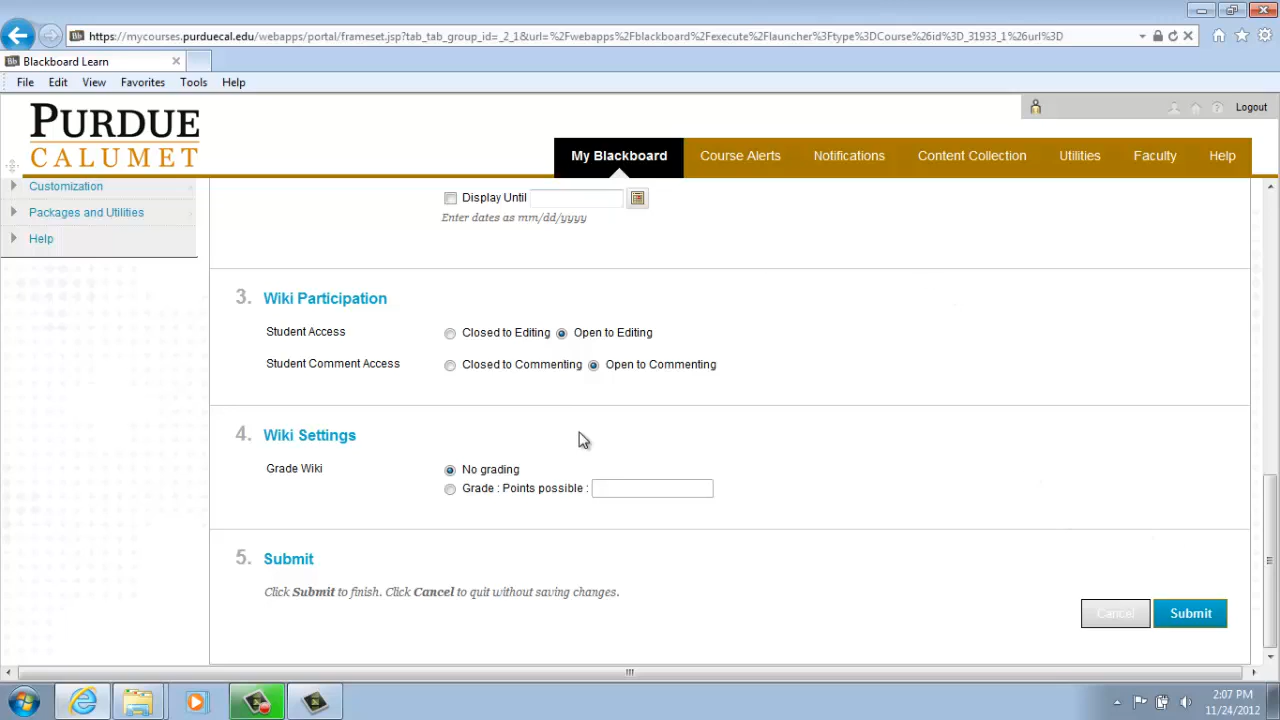 https://mycourses.purduecal.edu/webapps/portal/frameset.jsp?tab_tab_group_id=_2_1&url=%2Fwebapps%2Fblackboard%2Fexecute%2Flauncher%3Ftype%3DCourse%26id%3D_31933_1%26url%3D
Blackboard Learn
File Edit View Favorites Tools Help
Logout
PURDUE
CALUMET
My Blackboard Course Alerts Notifications Content Collection Utilities Faculty Help
Customization
Packages and Utilities
Help
Display Until
Enter dates as mm/dd/yyyy
3. Wiki Participation
Student Access Closed to Editing Open to Editing
Student Comment Access Closed to Commenting Open to Commenting
4. Wiki Settings
Grade Wiki No grading
Grade : Points possible :
5. Submit
Click Submit to finish. Click Cancel to quit without saving changes.
Cancel Submit
2:07 PM
11/24/2012